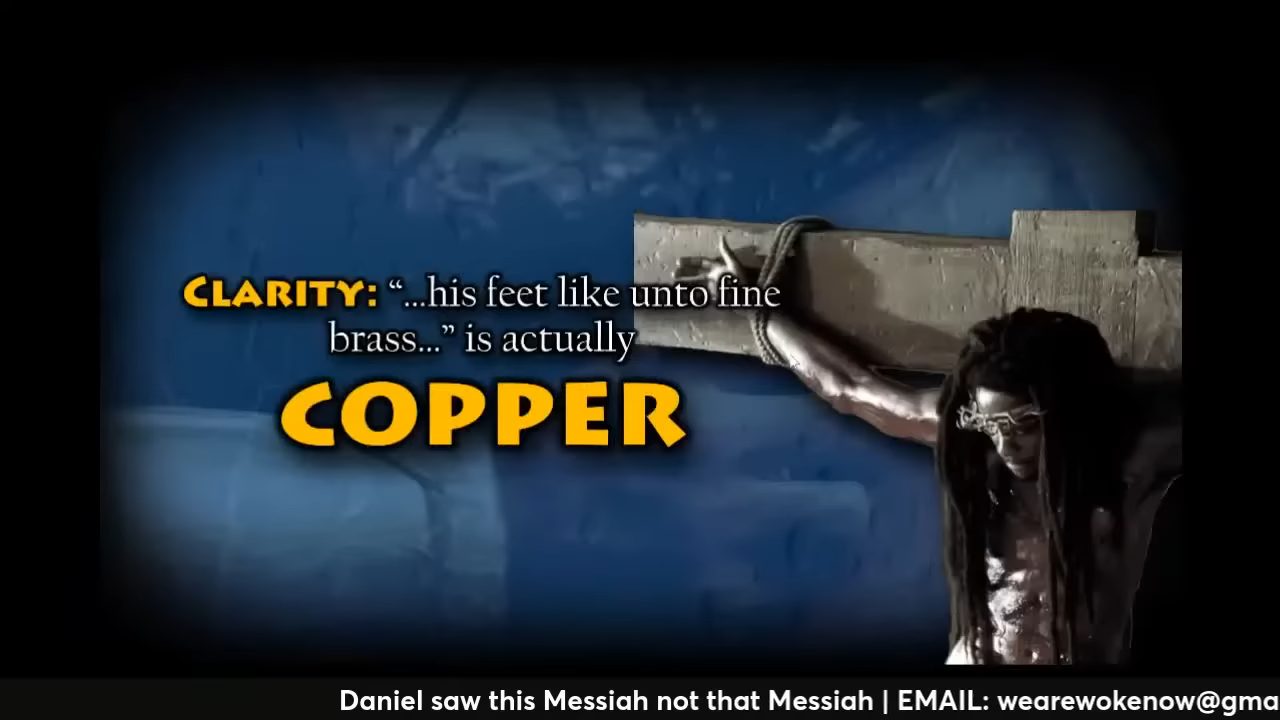 Clarity: “...his feet like unto fine
brass...” is actually
COPPER
Daniel saw this Messiah not that Messiah | EMAIL: wearewokenow@gma